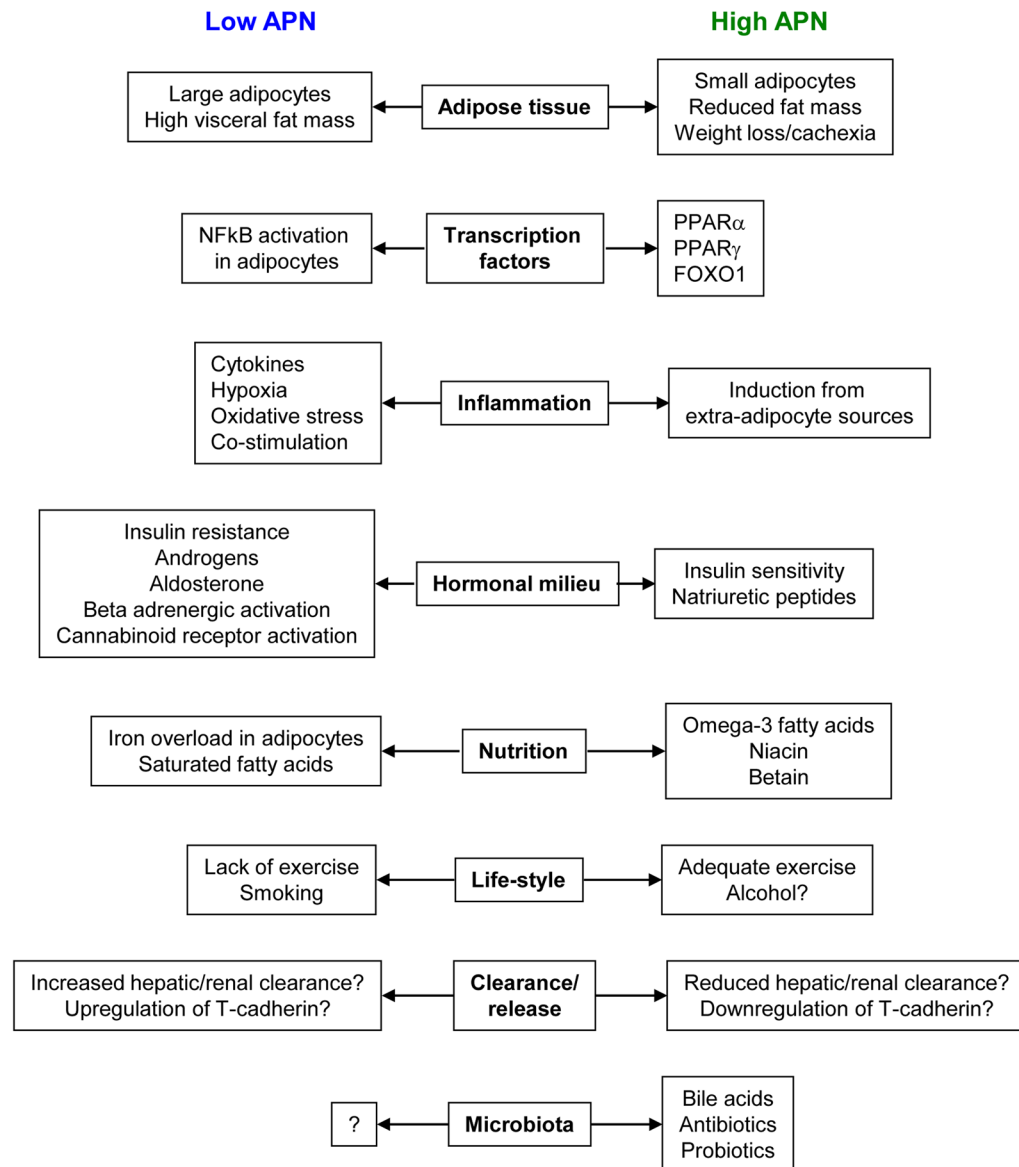 Low APN
High APN
Large adipocytes
High visceral fat mass
Adipose tissue
Small adipocytes
Reduced fat mass
Weight loss/cachexia
NFkB activation
in adipocytes
Transcription
factors
PPARα
PPARγ
FOXO1
Cytokines
Hypoxia
Oxidative stress
Co-stimulation
Inflammation
Induction from
extra-adipocyte sources
Insulin resistance
Androgens
Aldosterone
Beta adrenergic activation
Cannabinoid receptor activation
Hormonal milieu
Insulin sensitivity
Natriuretic peptides
Iron overload in adipocytes
Saturated fatty acids
Nutrition
Omega-3 fatty acids
Niacin
Betain
Lack of exercise
Smoking
Life-style
Adequate exercise
Alcohol?
Increased hepatic/renal clearance?
Upregulation of T-cadherin?
Clearance/
release
Reduced hepatic/renal clearance?
Downregulation of T-cadherin?
?
Microbiota
Bile acids
Antibiotics
Probiotics